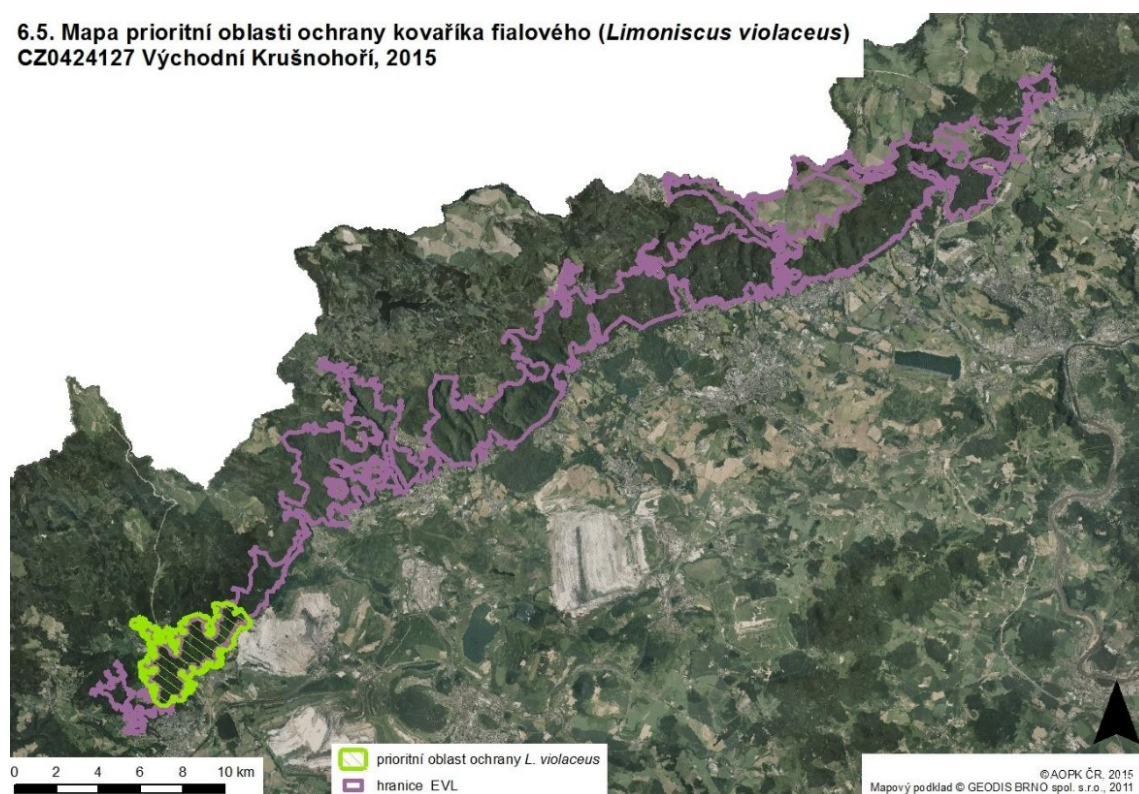 6.5. Mapa prioritní oblasti ochrany kovaříka fialového (Limoniscus violaceus)
CZ0424127 Východní Krušnohoří, 2015
prioritní oblast ochrany L. violaceus
hranice EVL
0 2 4 6 8 10 km
©AOPK ČR, 2015
Mapový podklad © GEODIS BRNO spol. s.r.o., 2011